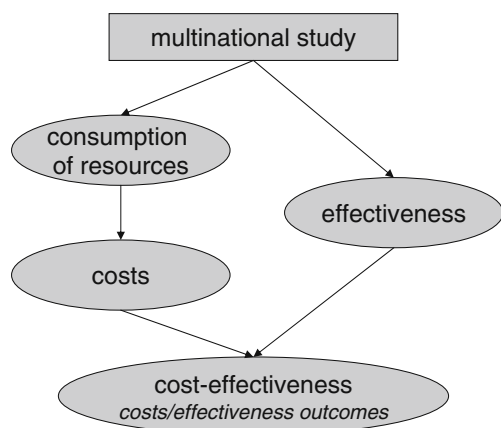 multinational study
consumption
of resources
effectiveness
costs
cost-effectiveness
costs/effectiveness outcomes